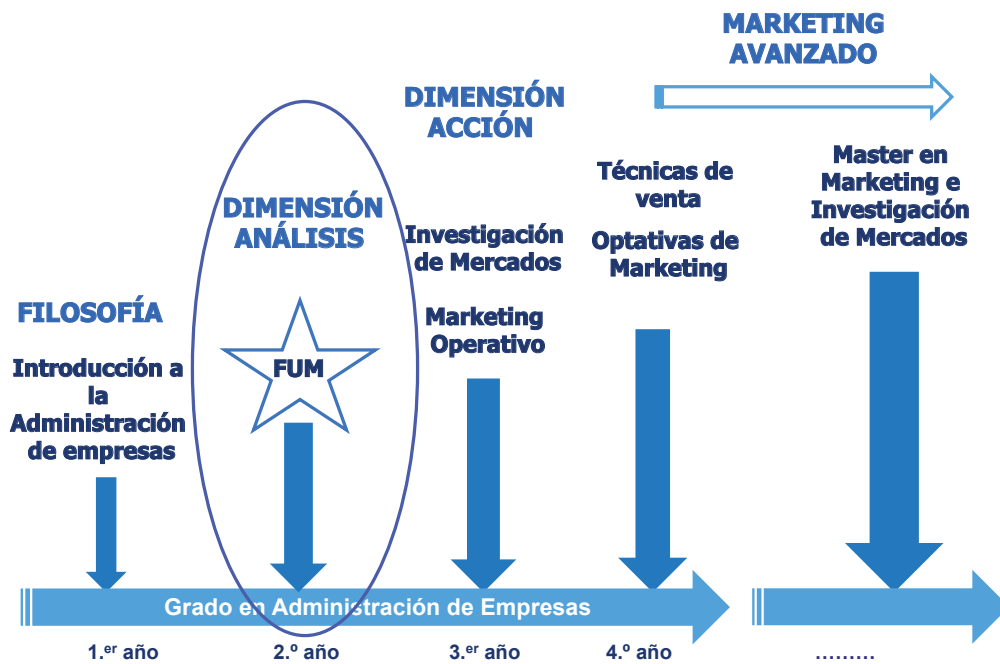 MARKETING
AVANZADO
DIMENSIÓN
ACCIÓN
DIMENSIÓN
ANÁLISIS
FILOSOFÍA
Introducción a
la
Administración
de empresas
FUM
Investigación
de Mercados
Marketing
Operativo
Técnicas de
venta
Optativas de
Marketing
Master en
Marketing e
Investigación
de Mercados
Grado en Administración de Empresas
1.er año
2.º año
3.er año
4.º año
.........